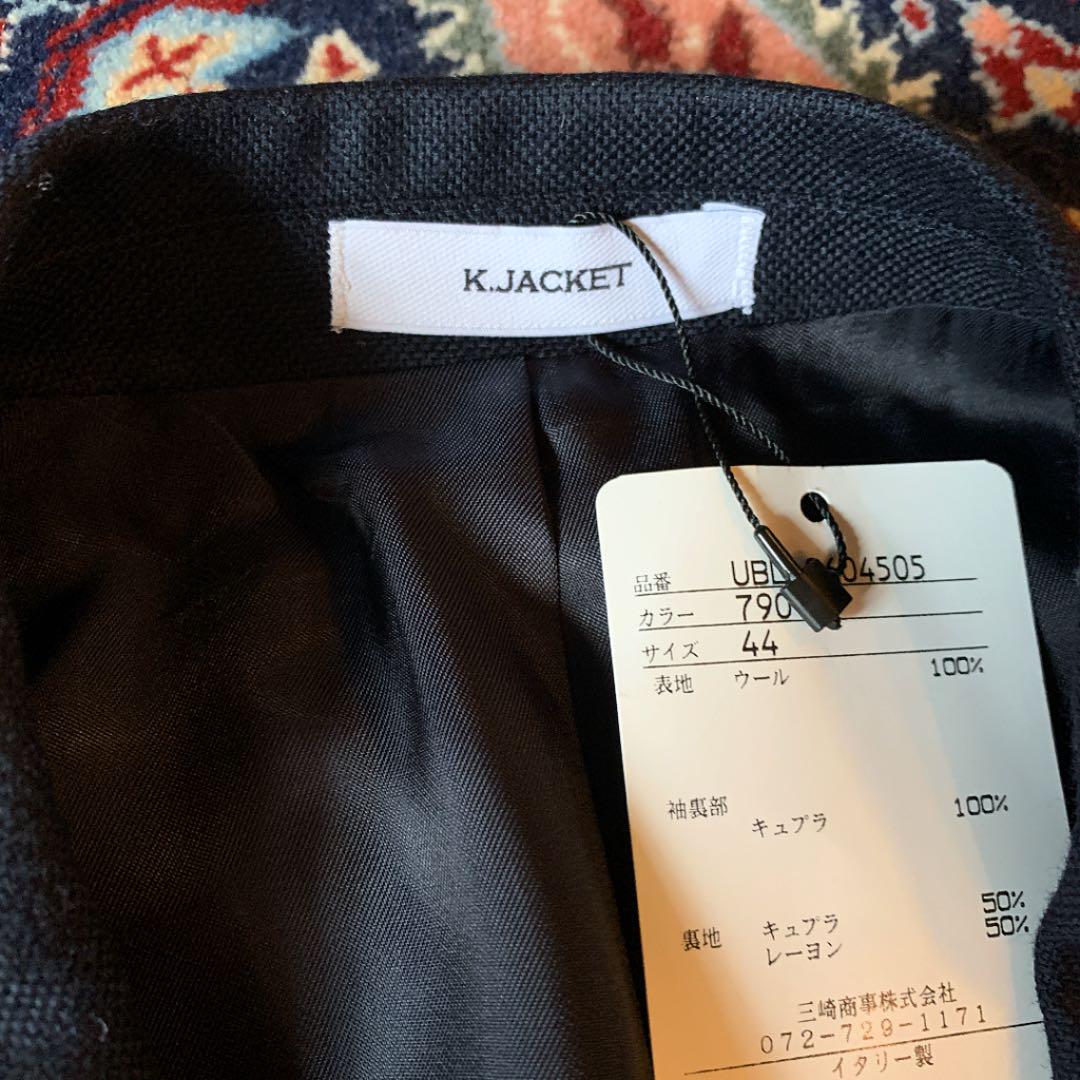 K.JACKET
品番 04505
カラー 790
サイズ 44
表地 ウール 100%
袖裏部 キュプラ 100%
裏地 キュプラ 50%
レーヨン 50%
三崎商事株式会社
072-729-1171
イタリー製